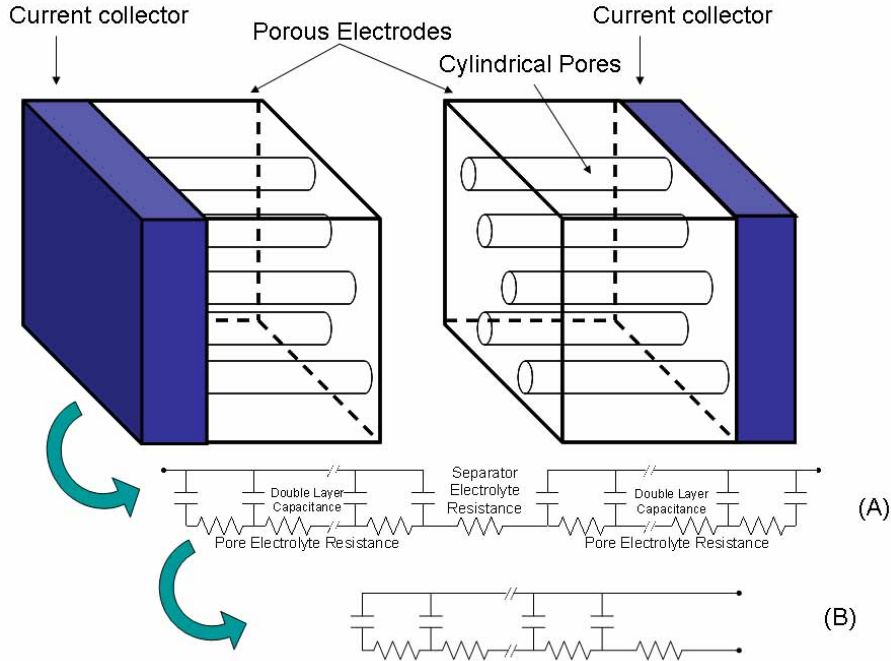 Current collector
Porous Electrodes
Current collector
Cylindrical Pores
Separator
Electrolyte
Resistance
Double Layer
Capacitance
Double Layer
Capacitance
(A)
Pore Electrolyte Resistance
Pore Electrolyte Resistance
(B)